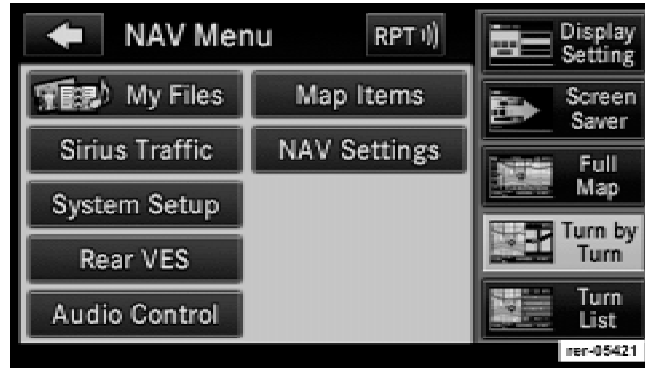 NAV Menu
RPT
My Files
Map Items
Sirius Traffic
NAV Settings
System Setup
Rear VES
Audio Control
Display
Setting
Screen
Saver
Full
Map
Turn by
Turn
Turn
List
rer-05421